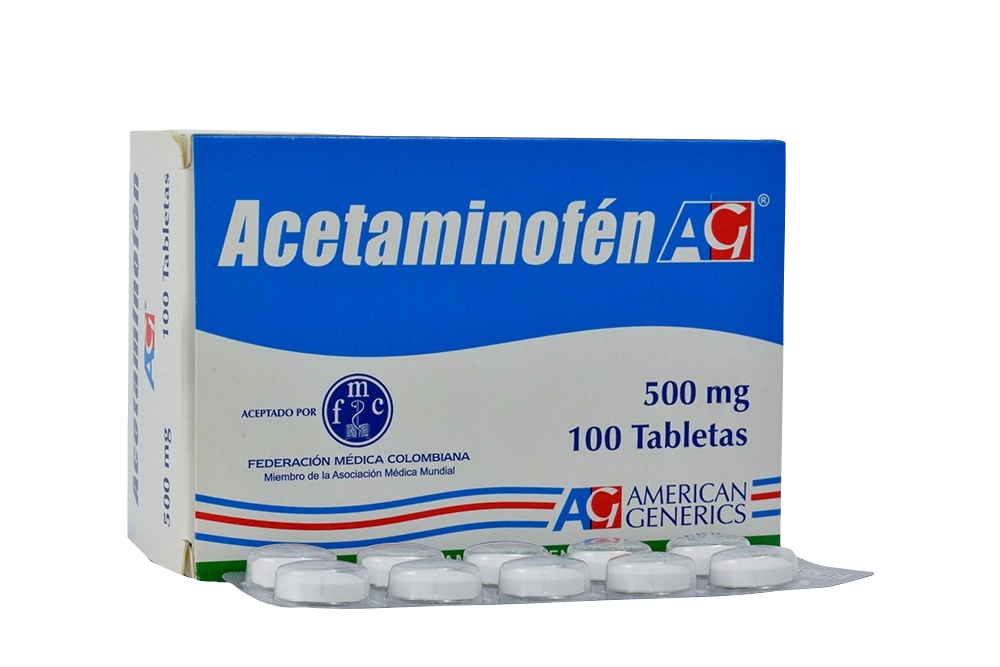 Acetaminofén AG®
500 mg
100 Tabletas
ACEPTADO POR
fmc
FEDERACIÓN MÉDICA COLOMBIANA
Miembro de la Asociación Médica Mundial
AG AMERICAN
GENERICS
Acetaminofén AG®
500 mg
100 Tabletas